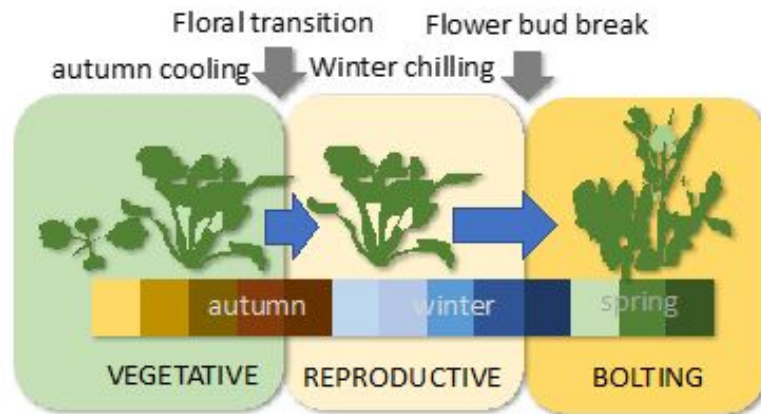 Floral transition
Flower bud break
autumn cooling
Winter chilling
autumn
winter
spring
VEGETATIVE
REPRODUCTIVE
BOLTING